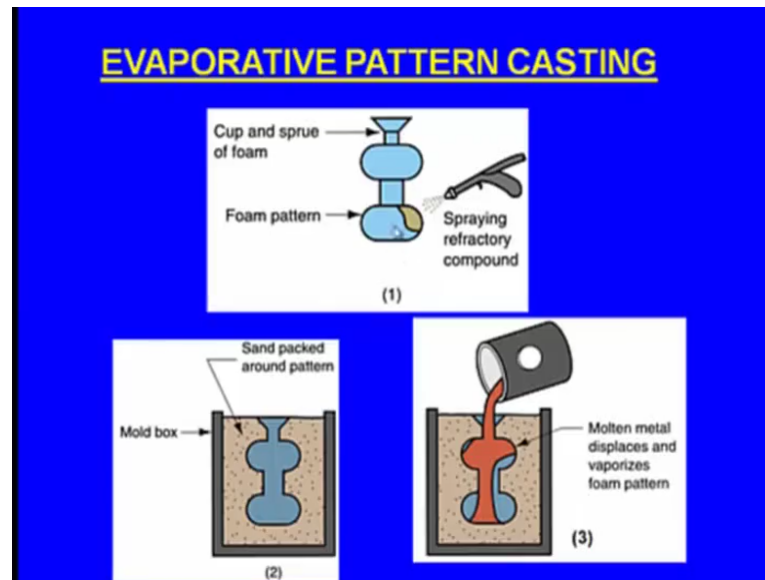 EVAPORATIVE PATTERN CASTING
Cup and sprue
of foam
Foam pattern
Spraying
refractory
compound
(1)
Sand packed
around pattern
Mold box
(2)
Molten metal
displaces and
vaporizes
foam pattern
(3)